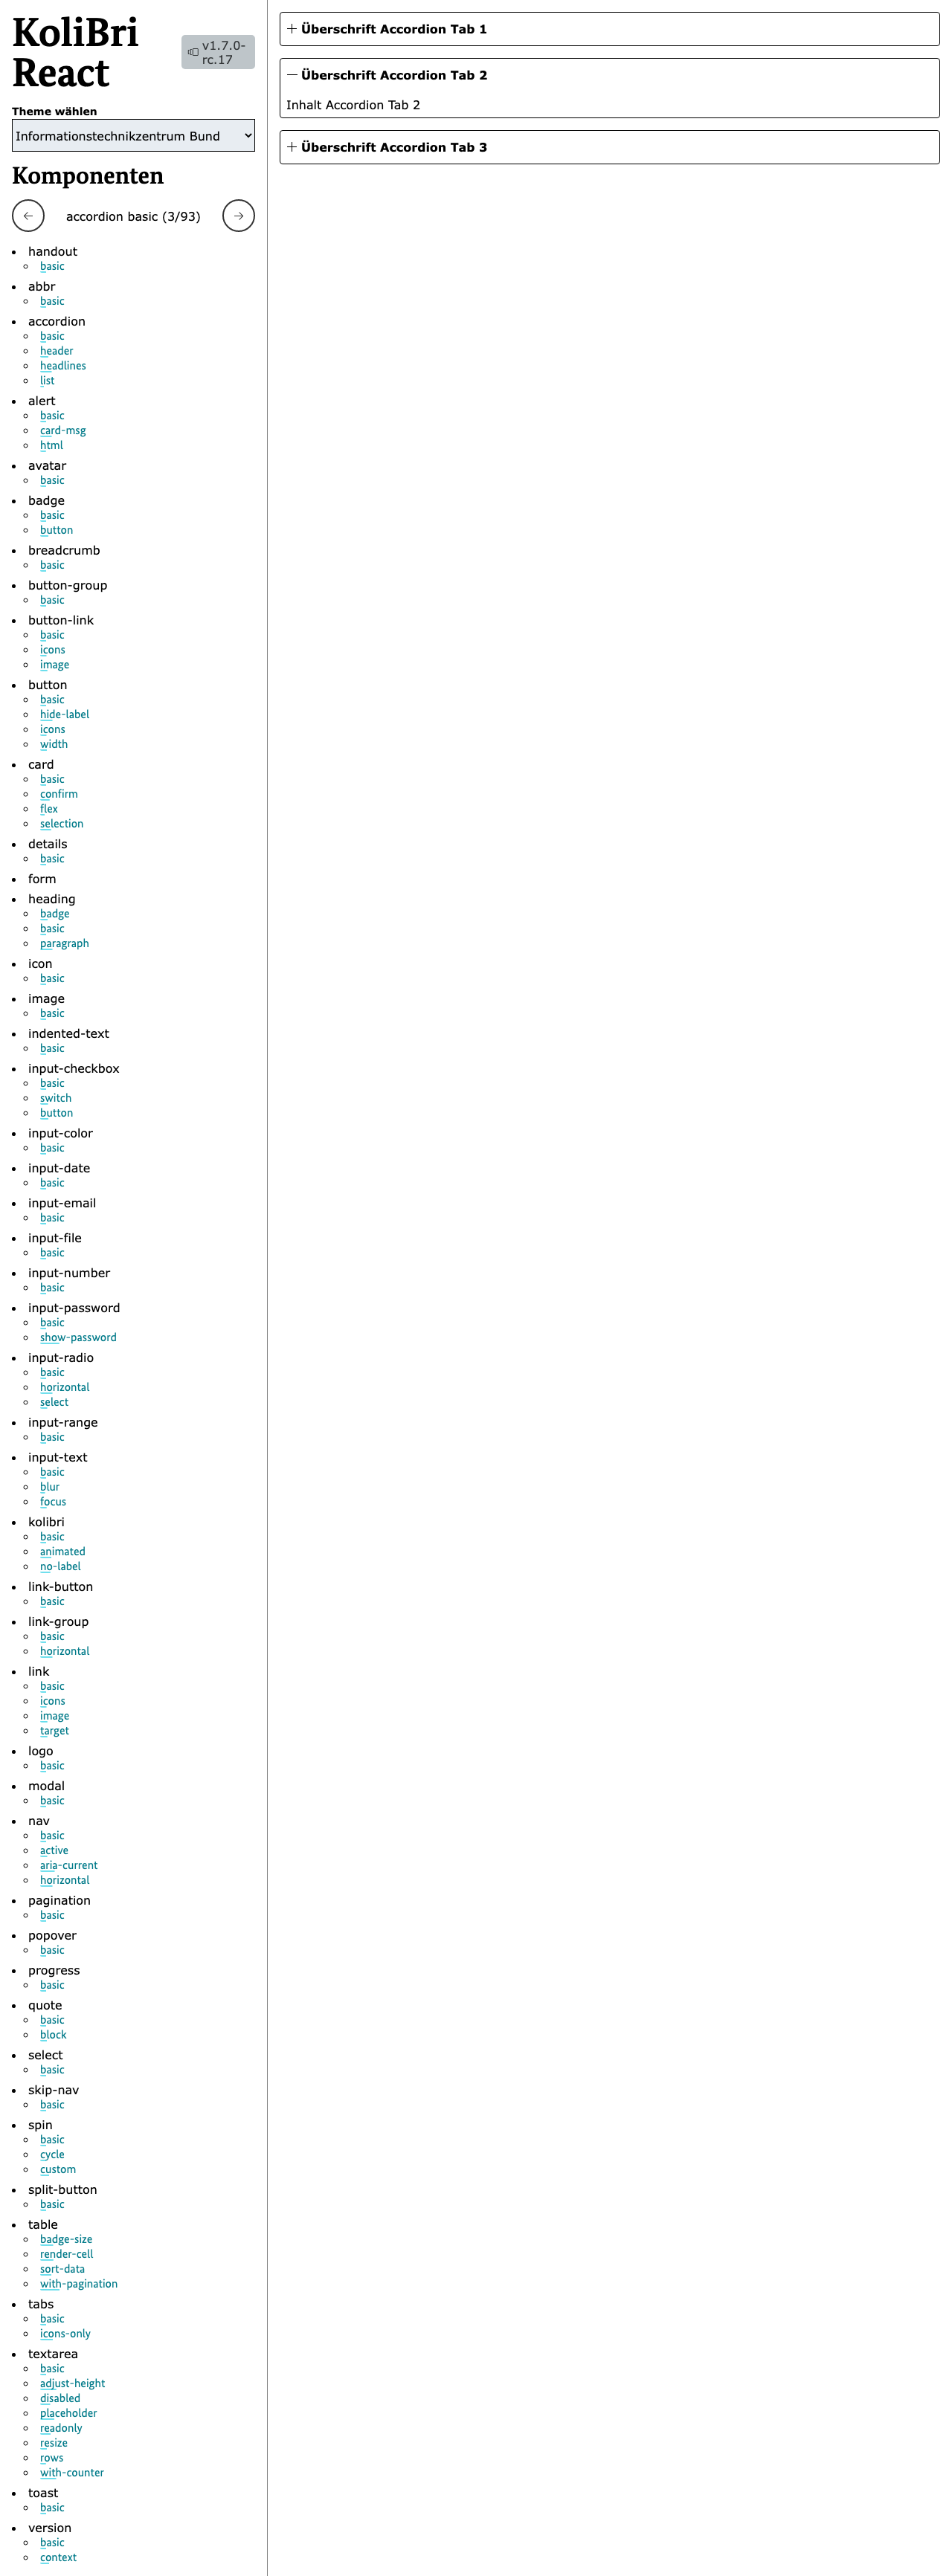 KoliBri
React
v1.7.0-
rc.17
Theme wählen
Informationstechnikzentrum Bund
Komponenten
accordion basic (3/93)
handout
basic
abbr
basic
accordion
basic
header
headlines
list
alert
basic
card-msg
html
avatar
basic
badge
basic
button
breadcrumb
basic
button-group
basic
button-link
basic
icons
image
button
basic
hide-label
icons
width
card
basic
confirm
flex
selection
details
basic
form
heading
badge
basic
paragraph
icon
basic
image
basic
indented-text
basic
input-checkbox
basic
switch
button
input-color
basic
input-date
basic
input-email
basic
input-file
basic
input-number
basic
input-password
basic
show-password
input-radio
basic
horizontal
select
input-range
basic
input-text
basic
blur
focus
kolibri
basic
animated
no-label
link-button
basic
link-group
basic
horizontal
link
basic
icons
image
target
logo
basic
modal
basic
nav
basic
active
aria-current
horizontal
pagination
basic
popover
basic
progress
basic
quote
basic
block
select
basic
skip-nav
basic
spin
basic
cycle
custom
split-button
basic
table
badge-size
render-cell
sort-data
with-pagination
tabs
basic
icons-only
textarea
basic
adjust-height
disabled
placeholder
readonly
resize
rows
with-counter
toast
basic
version
basic
context
Überschrift Accordion Tab 1
Überschrift Accordion Tab 2
Inhalt Accordion Tab 2
Überschrift Accordion Tab 3